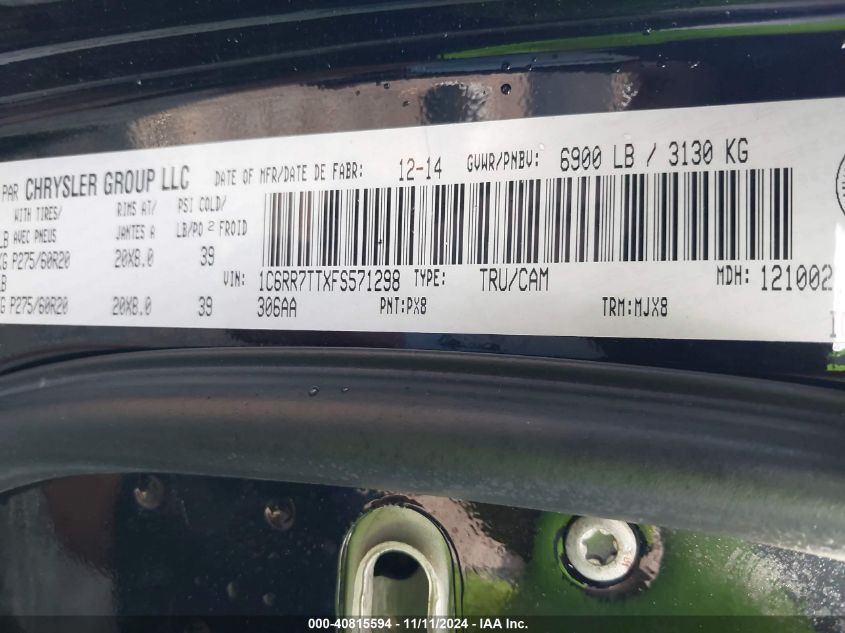 PAR CHRYSLER GROUP LLC DATE OF MFR/DATE DE FABR: 12-14 GVWR/PNBV: 6900 LB / 3130 KG
WITH TIRES/ RIMS AT/ PSI COLD/
LB AVEC PNEUS JANTES A LB/PO 2 FROID
KG P275/60R20 20X8.0 39
LB VIN: 1C6RR7TTXFS571298 TYPE: TRU/CAM MDH: 121002
KG P275/60R20 20X8.0 39 306AA PNT:PX8 TRM:MJX8
000-40815594 - 11/11/2024 - IAA Inc.